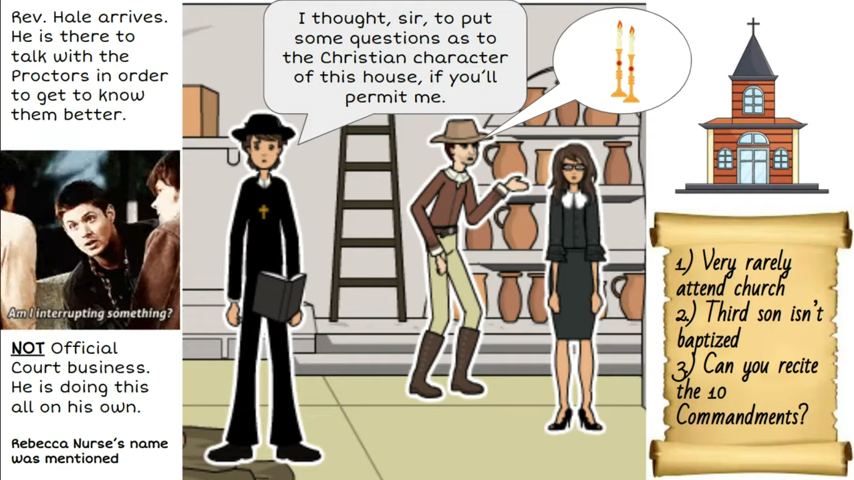 Rev. Hale arrives.
He is there to
talk with the
Proctors in order
to get to know
them better.
Am I interrupting something?
NOT Official
Court business.
He is doing this
all on his own.
Rebecca Nurse's name
was mentioned
I thought, sir, to put
some questions as to
the Christian character
of this house, if you'll
permit me.
1) Very rarely
attend church
2) Third son isn't
baptized
3) Can you recite
the 10
Commandments?